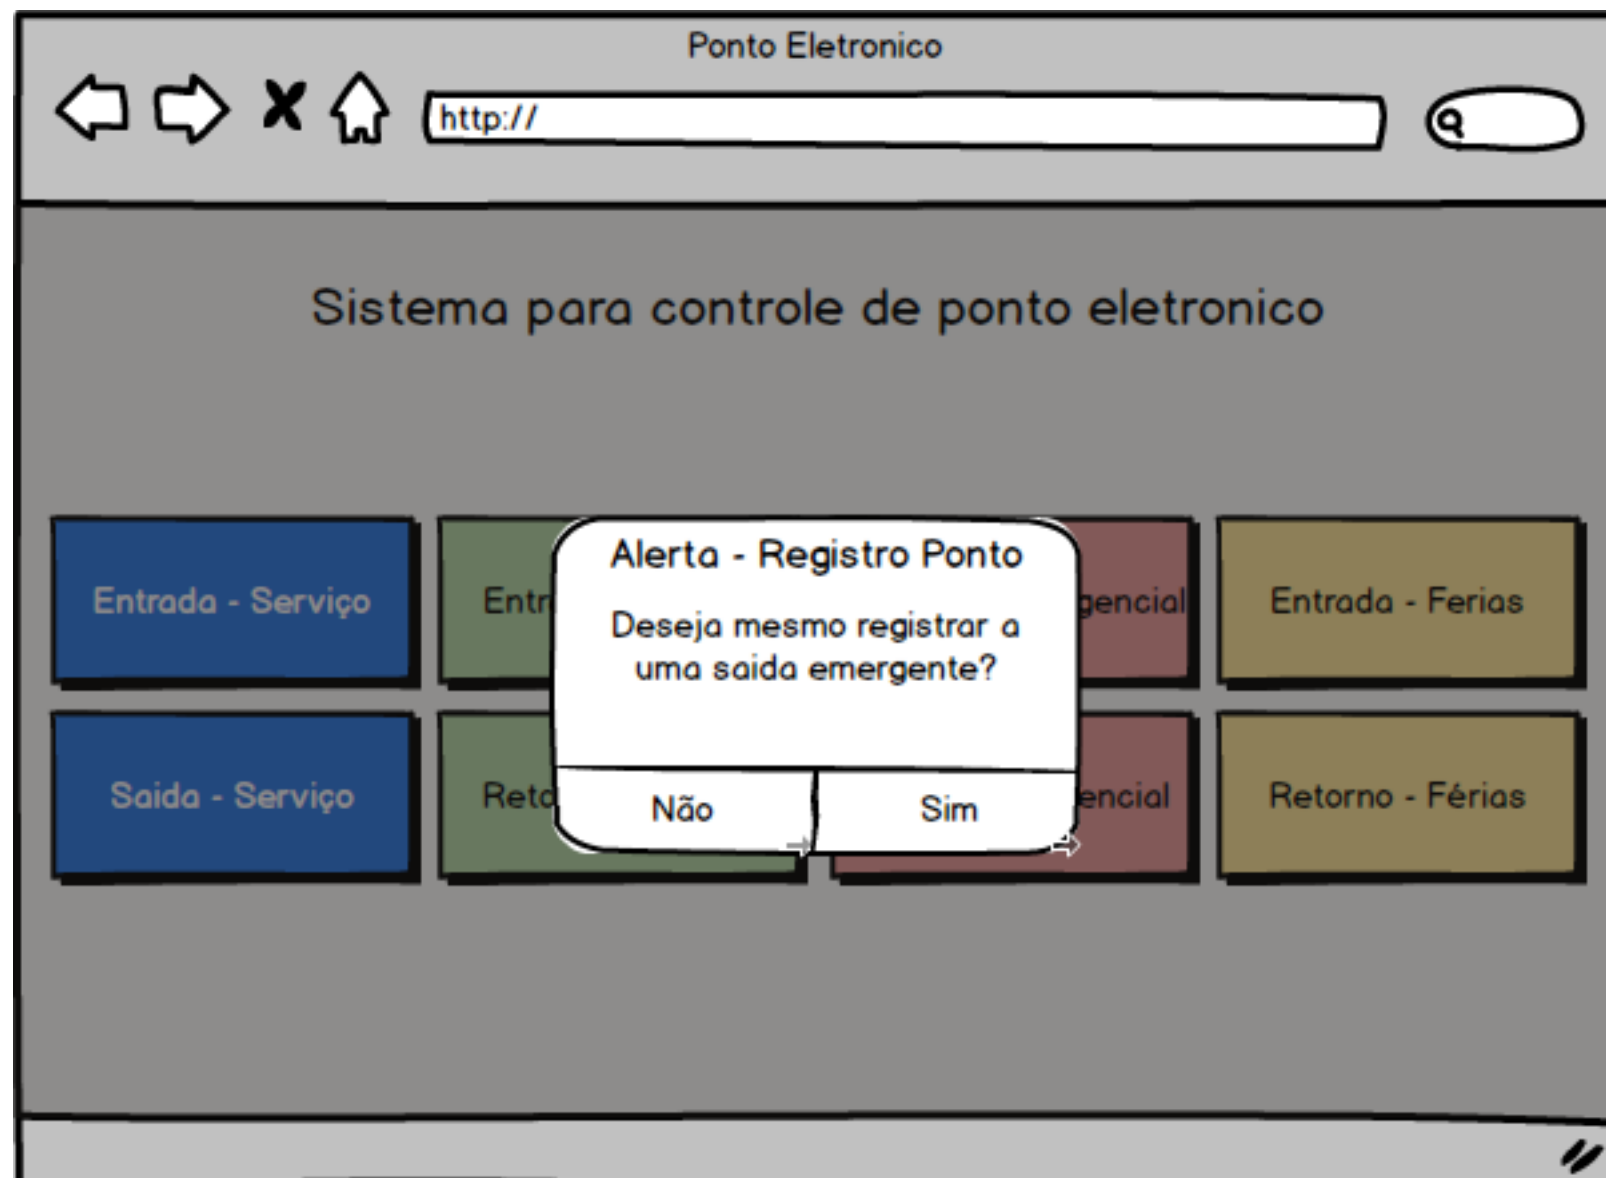 Ponto Eletronico
http://
Sistema para controle de ponto eletronico
Entrada - Serviço
Entrada - Ferias
Alerta - Registro Ponto
Deseja mesmo registrar a
uma saida emergente?
Saida - Serviço
Não
Sim
Retorno - Férias